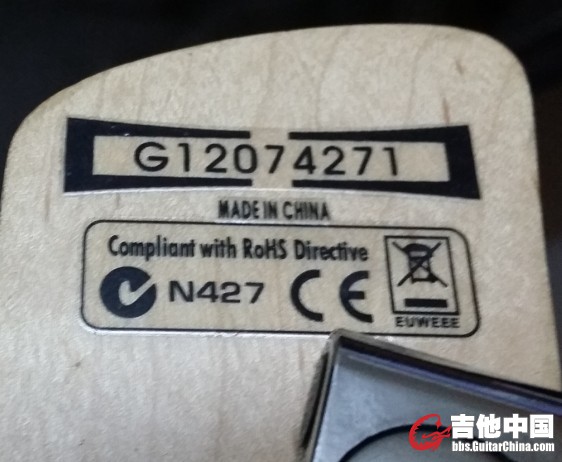 G12074271
MADE IN CHINA
Compliant with RoHS Directive
N427 CE
EUWEEE
吉他中国
bbs.GuitarChina.com